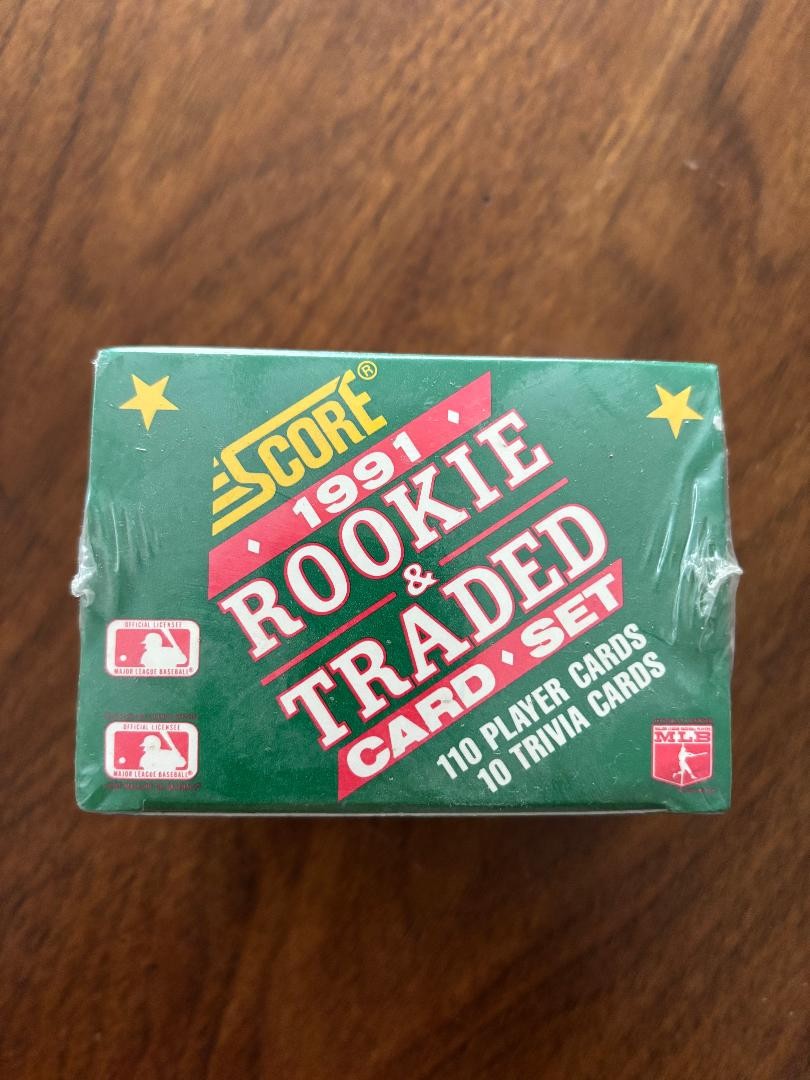 SCORE®
1991
ROOKIE
&
TRADED
CARD • SET
110 PLAYER CARDS
10 TRIVIA CARDS
OFFICIAL LICENSEE
MAJOR LEAGUE BASEBALL®
OFFICIAL LICENSEE
MAJOR LEAGUE BASEBALL®
MLB